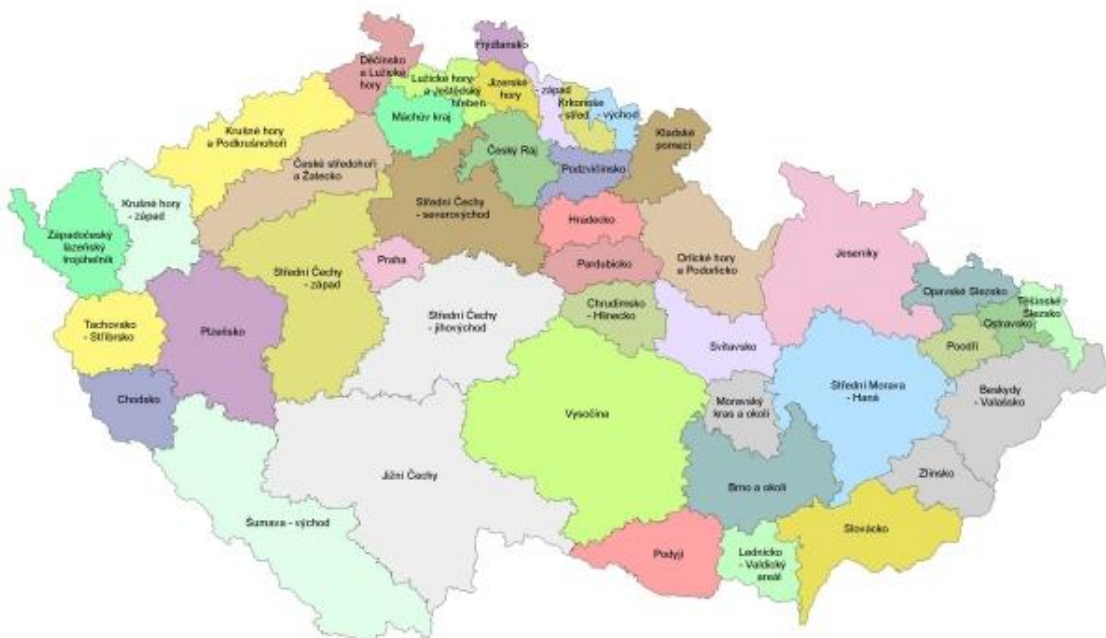 Frýdlansko
Děčínsko
a Lužické
hory
Lužické hory
a Ještědský
hřeben
Jizerské
hory
- západ
Krkonoše
- střed
- východ
Krušné hory
a Podkrušnohoří
Máchův kraj
Český Ráj
Kladské
pomezí
České středohoří
a Žatecko
Podzvičinsko
Krušné hory
- západ
Střední Čechy
- severovýchod
Hradecko
Západočeský
lázeňský
trojúhelník
Praha
Pardubicko
Orlické hory
a Podorlicko
Jeseníky
Střední Čechy
- západ
Opavské Slezsko
Těšínské
Slezsko
Chrudimsko
- Hlinecko
Ostravsko
Tachovsko
- Stříbrsko
Plzeňsko
Střední Čechy
- jihovýchod
Svitavsko
Poodří
Chodsko
Vysočina
Moravský
kras a okolí
Střední Morava
- Haná
Beskydy
- Valašsko
Jižní Čechy
Brno a okolí
Zlínsko
Šumava - východ
Podyjí
Lednicko
- Valdický
areál
Slovácko